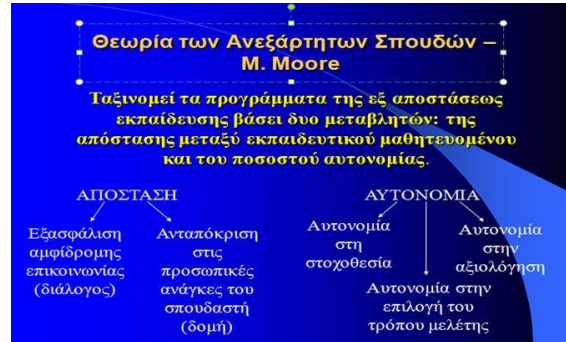 Θεωρία των Ανεξάρτητων Σπουδών –
M. Moore
Ταξινομεί τα προγράμματα της εξ αποστάσεως
εκπαίδευσης βάσει δυο μεταβλητών: της
απόστασης μεταξύ εκπαιδευτικού μαθητευομένου
και του ποσοστού αυτονομίας.
ΑΠΟΣΤΑΣΗ
Εξασφάλιση
αμφίδρομης
επικοινωνίας
(διάλογος)
Ανταπόκριση
στις
προσωπικές
ανάγκες του
σπουδαστή
(δομή)
ΑΥΤΟΝΟΜΙΑ
Αυτονομία
στη
στοχοθεσία
Αυτονομία στην
επιλογή του
τρόπου μελέτης
Αυτονομία
στην
αξιολόγηση